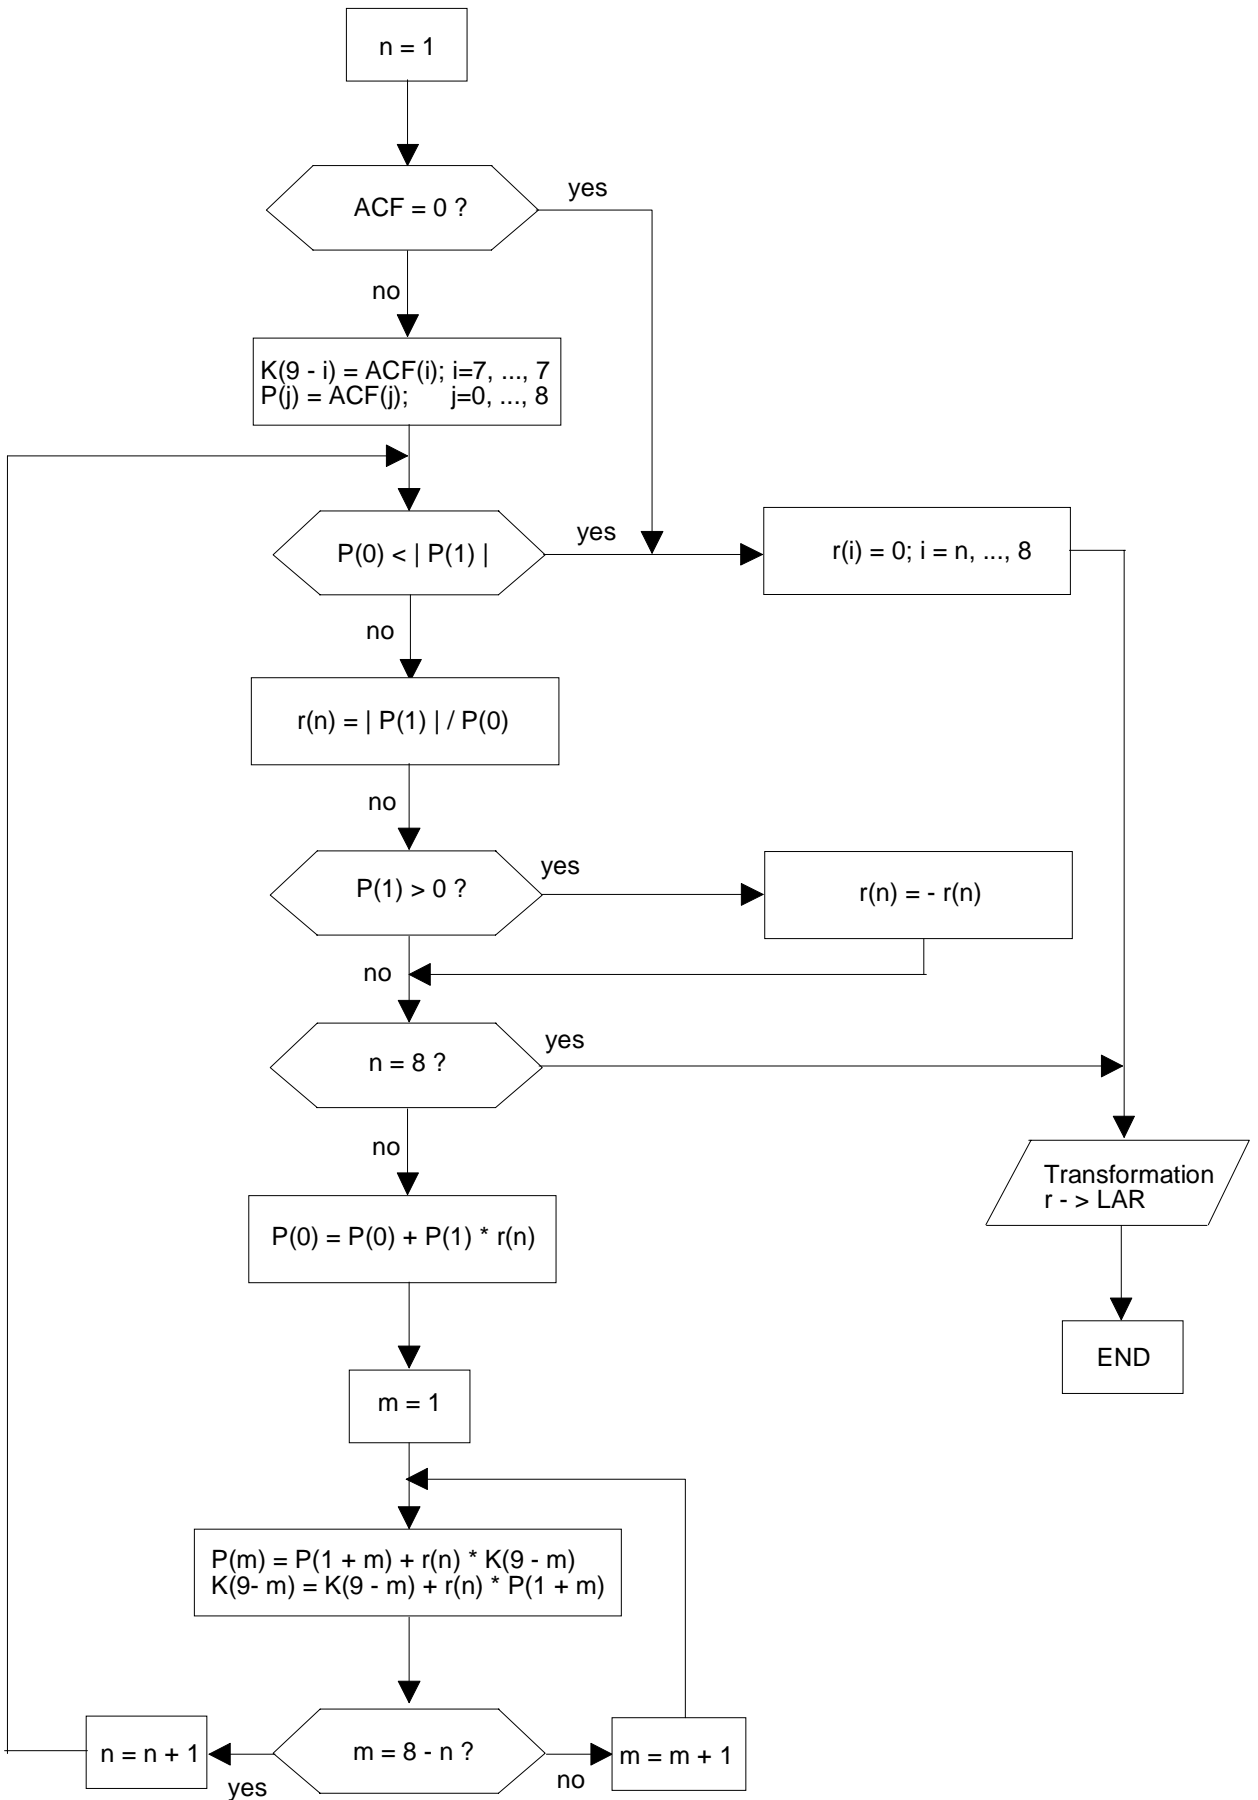 n = 1
ACF = 0 ?
yes
no
K(9 - i) = ACF(i); i=7, ..., 7
P(j) = ACF(j); j=0, ..., 8
P(0) < | P(1) |
yes
r(i) = 0; i = n, ..., 8
no
r(n) = | P(1) | / P(0)
no
P(1) > 0 ?
yes
r(n) = - r(n)
no
n = 8 ?
yes
no
Transformation
r - > LAR
P(0) = P(0) + P(1) * r(n)
END
m = 1
P(m) = P(1 + m) + r(n) * K(9 - m)
K(9- m) = K(9 - m) + r(n) * P(1 + m)
n = n + 1
yes
m = 8 - n ?
no
m = m + 1